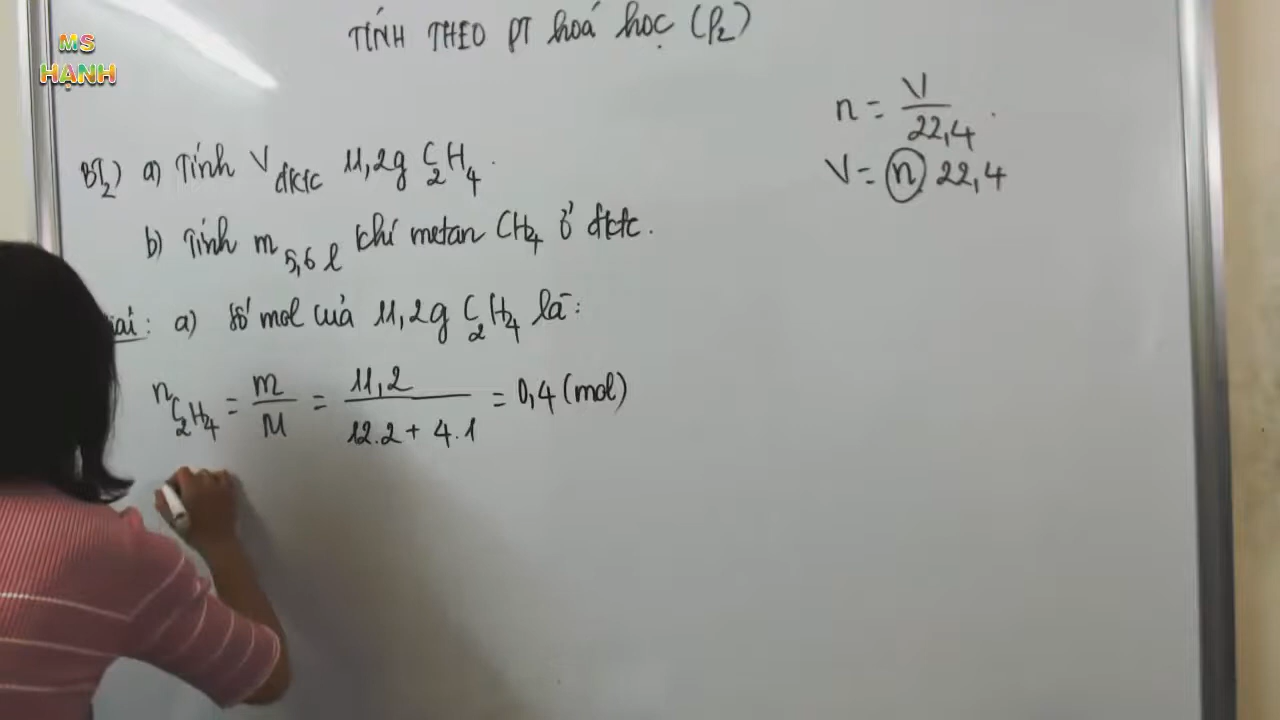 MS
HẠNH
TÍNH THEO PT hoá học (P2)
n = V / 22,4
V = n . 22,4
BT2) a) Tính V đktc 11,2g C2H4.
b) Tính m 5,6 l khí metan CH4 ở đktc.
ải: a) Số mol của 11,2g C2H4 là:
n C2H4 = m / M = 11,2 / 12.2 + 4.1 = 0,4 (mol)